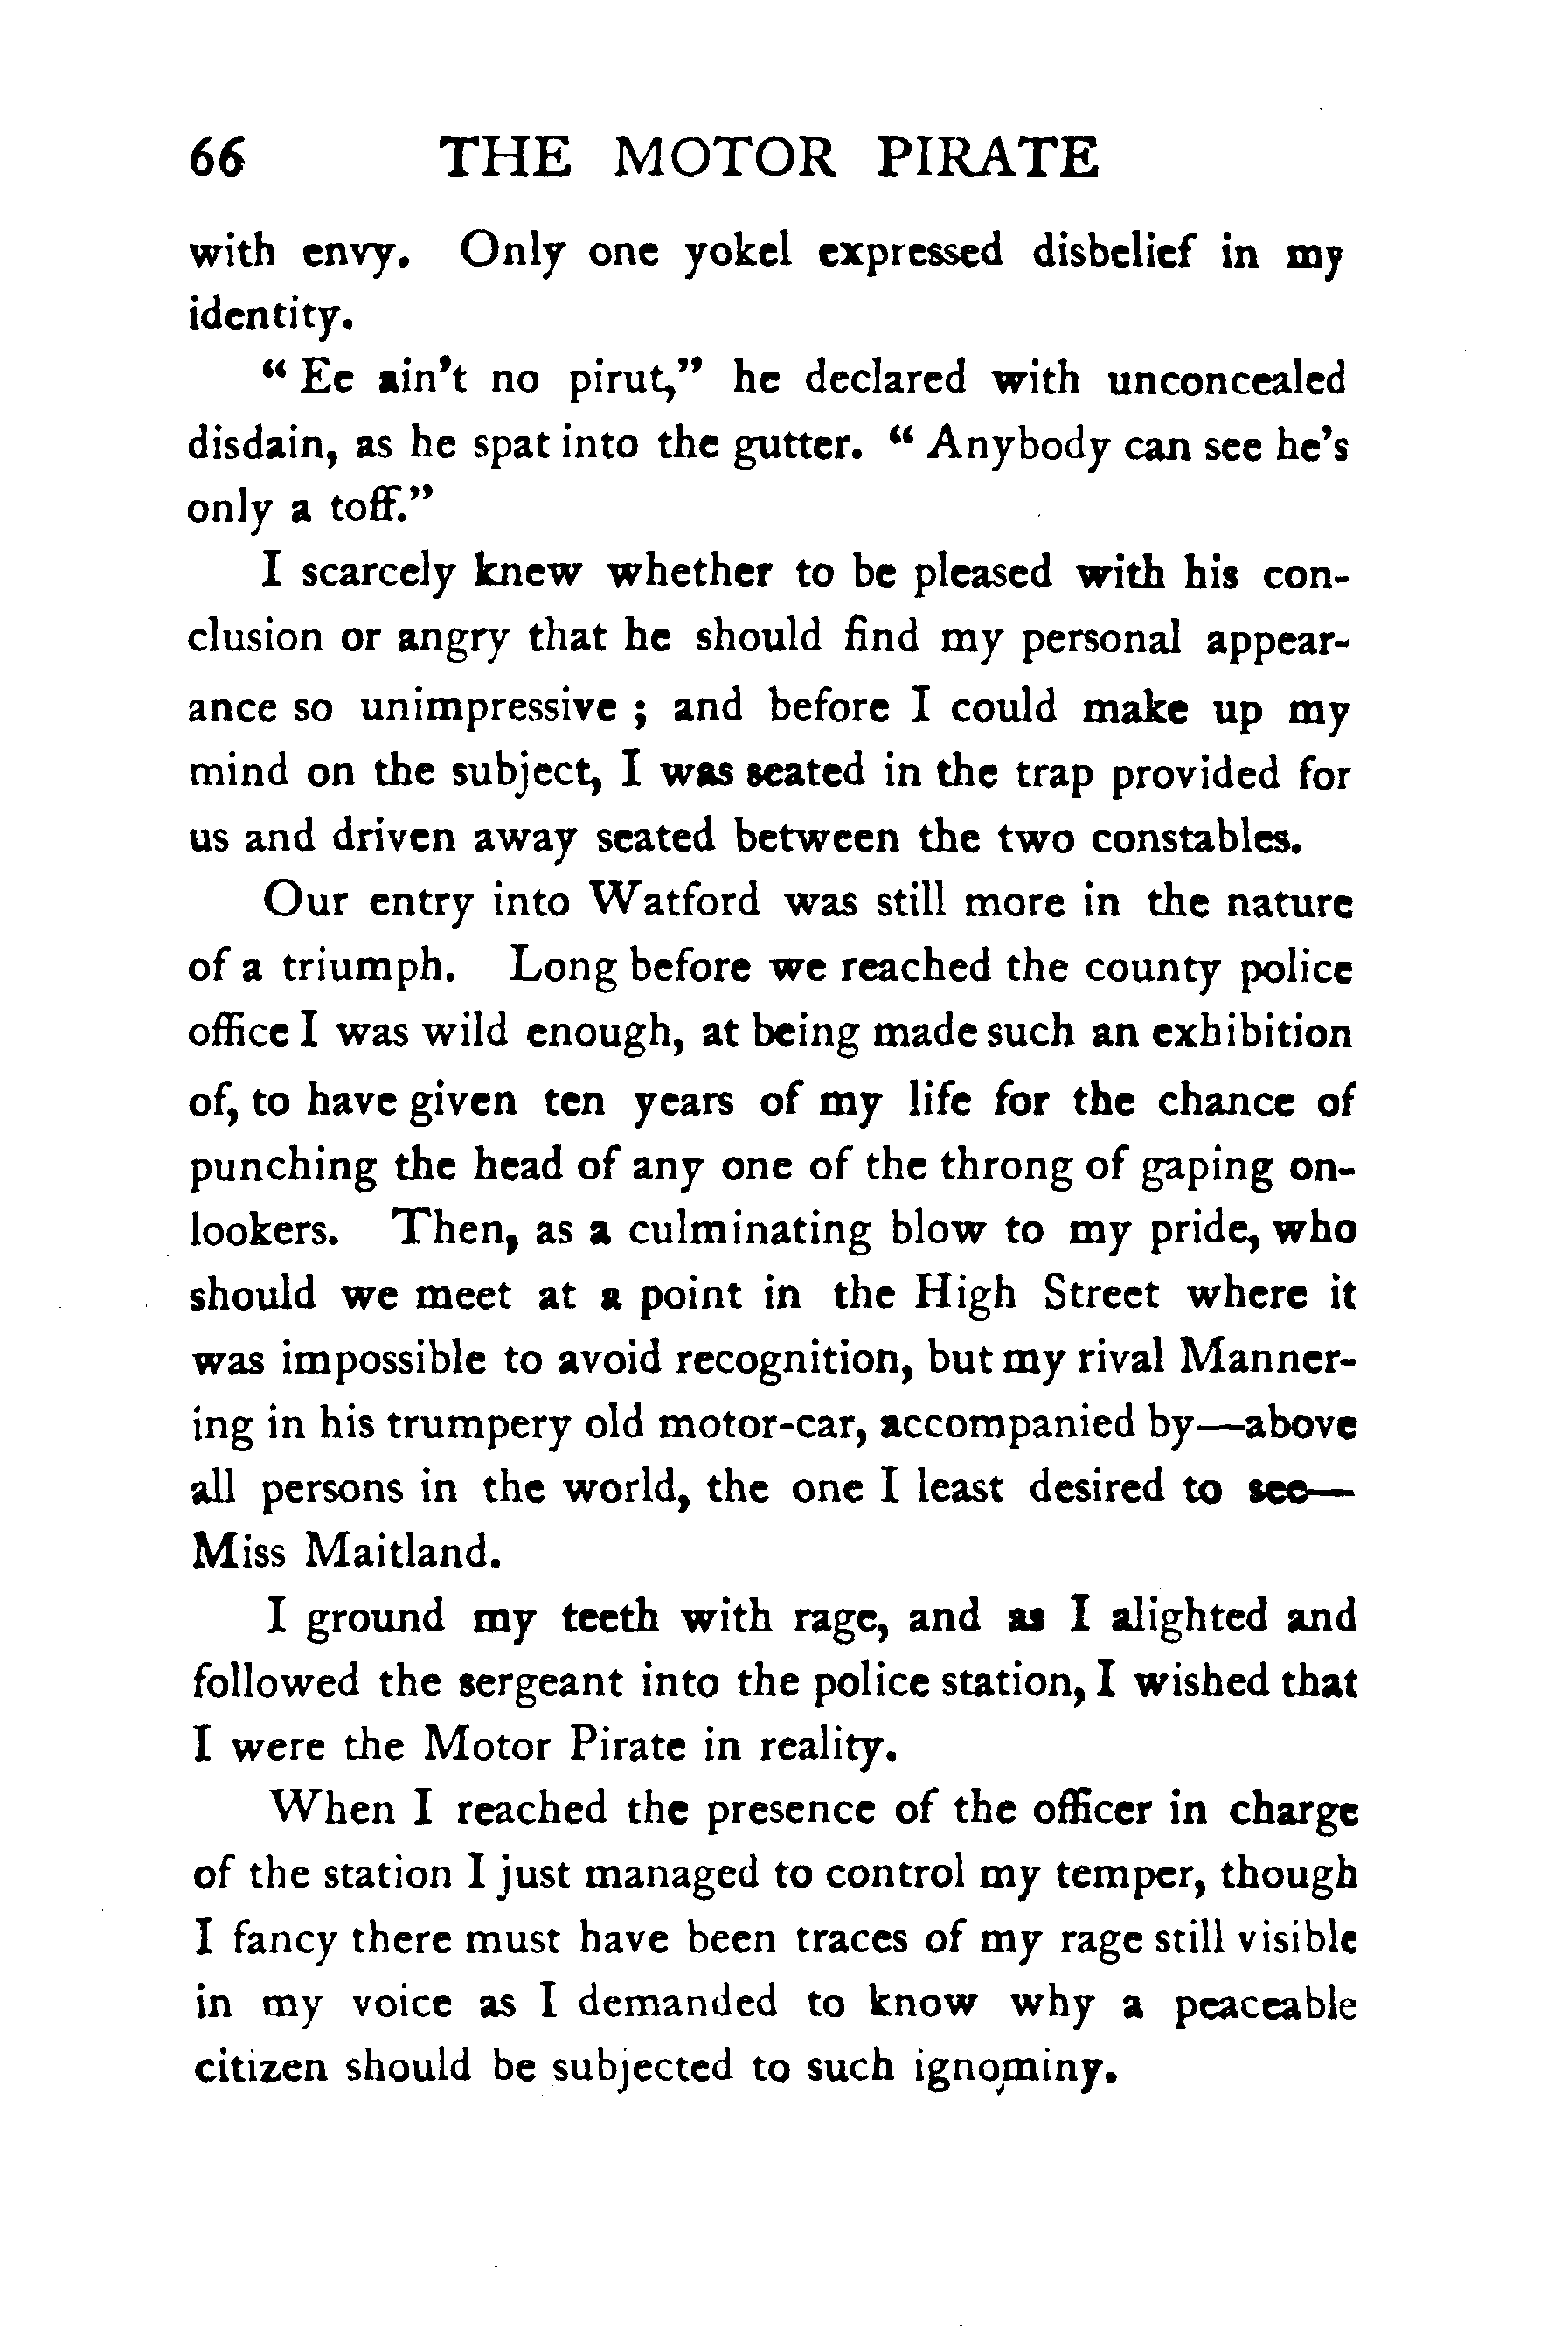 66 THE MOTOR PIRATE
with envy. Only one yokel expressed disbelief in my
identity.
“ Ee ain’t no pirut,” he declared with unconcealed
disdain, as he spat into the gutter. “ Anybody can see he’s
only a toff.”
I scarcely knew whether to be pleased with his con-
clusion or angry that he should find my personal appear-
ance so unimpressive ; and before I could make up my
mind on the subject, I was seated in the trap provided for
us and driven away seated between the two constables.
Our entry into Watford was still more in the nature
of a triumph. Long before we reached the county police
office I was wild enough, at being made such an exhibition
of, to have given ten years of my life for the chance of
punching the head of any one of the throng of gaping on-
lookers. Then, as a culminating blow to my pride, who
should we meet at a point in the High Street where it
was impossible to avoid recognition, but my rival Manner-
ing in his trumpery old motor-car, accompanied by—above
all persons in the world, the one I least desired to see—
Miss Maitland.
I ground my teeth with rage, and as I alighted and
followed the sergeant into the police station, I wished that
I were the Motor Pirate in reality.
When I reached the presence of the officer in charge
of the station I just managed to control my temper, though
I fancy there must have been traces of my rage still visible
in my voice as I demanded to know why a peaceable
citizen should be subjected to such ignominy.